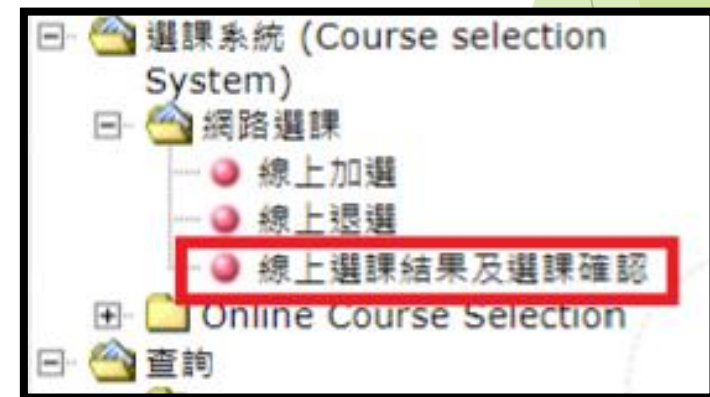 選課系統 (Course selection
System)
網路選課
線上加選
線上退選
線上選課結果及選課確認
Online Course Selection
查詢